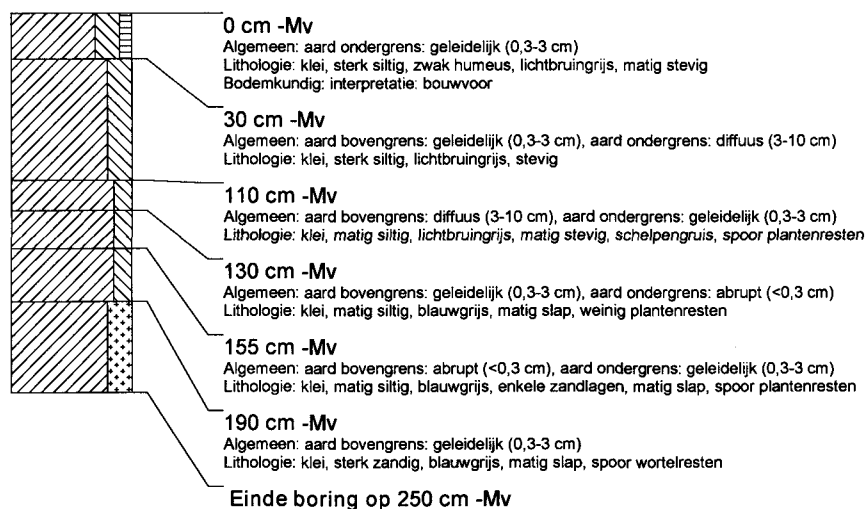 0 cm -Mv
Algemeen: aard ondergrens: geleidelijk (0,3-3 cm)
Lithologie: klei, sterk siltig, zwak humeus, lichtbruingrijs, matig stevig
Bodemkundig: interpretatie: bouwvoor
30 cm -Mv
Algemeen: aard bovengrens: geleidelijk (0,3-3 cm), aard ondergrens: diffuus (3-10 cm)
Lithologie: klei, sterk siltig, lichtbruingrijs, stevig
110 cm -Mv
Algemeen: aard bovengrens: diffuus (3-10 cm), aard ondergrens: geleidelijk (0,3-3 cm)
Lithologie: klei, matig siltig, lichtbruingrijs, matig stevig, schelpengruis, spoor plantenresten
130 cm -Mv
Algemeen: aard bovengrens: geleidelijk (0,3-3 cm), aard ondergrens: abrupt (<0,3 cm)
Lithologie: klei, matig siltig, blauwgrijs, matig slap, weinig plantenresten
155 cm -Mv
Algemeen: aard bovengrens: abrupt (<0,3 cm), aard ondergrens: geleidelijk (0,3-3 cm)
Lithologie: klei, matig siltig, blauwgrijs, enkele zandlagen, matig slap, spoor plantenresten
190 cm -Mv
Algemeen: aard bovengrens: geleidelijk (0,3-3 cm)
Lithologie: klei, sterk zandig, blauwgrijs, matig slap, spoor wortelresten
Einde boring op 250 cm -Mv